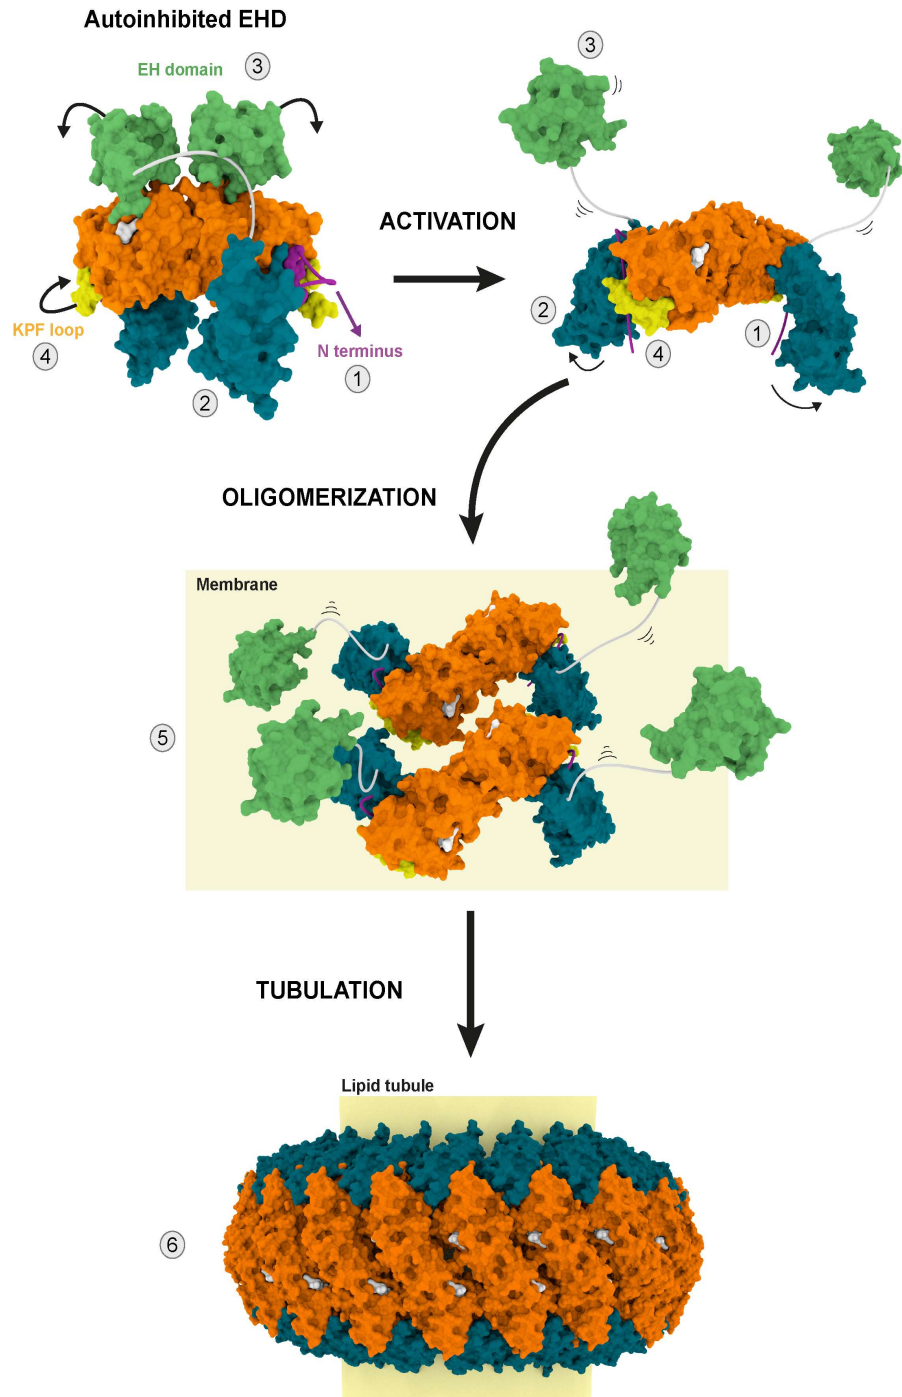 Autoinhibited EHD
EH domain
3
KPF loop
4
N terminus
1
2
ACTIVATION
3
2
4
1
OLIGOMERIZATION
Membrane
5
TUBULATION
Lipid tubule
6